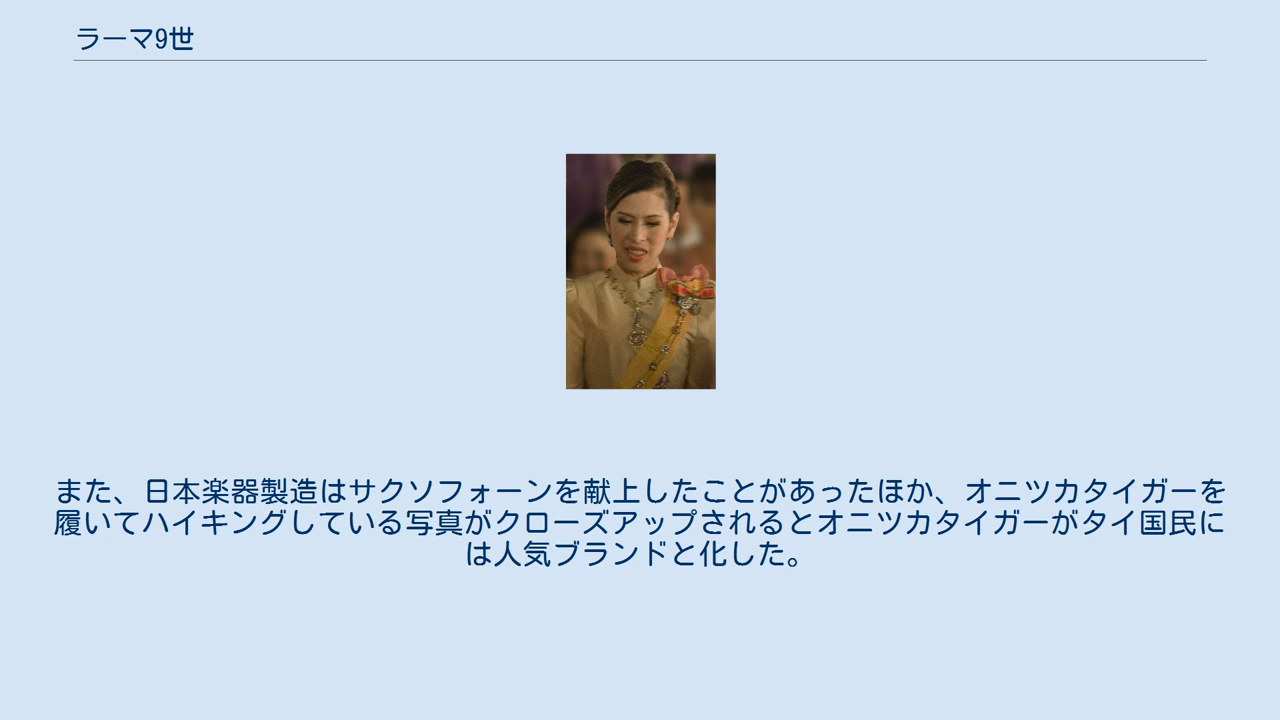 ラーマ9世
また、日本楽器製造はサクソフォーンを献上したことがあったほか、オニツカタイガーを
履いてハイキングしている写真がクローズアップされるとオニツカタイガーがタイ国民に
は人気ブランドと化した。